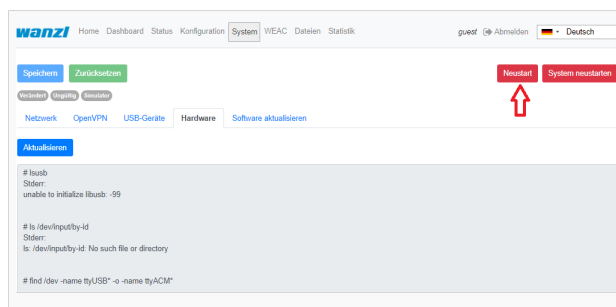 wanzl Home Dashboard Status Konfiguration System WEAC Dateien Statistik guest Abmelden Deutsch
Speichern Zurücksetzen Neustart System neustarten
Verändert Ungültig Simulator
Netzwerk OpenVPN USB-Geräte Hardware Software aktualisieren
Aktualisieren
# lsusb
Stderr:
unable to initialize libusb: -99
# ls /dev/input/by-id
Stderr:
ls: /dev/input/by-id: No such file or directory
# find /dev -name ttyUSB* -o -name ttyACM*